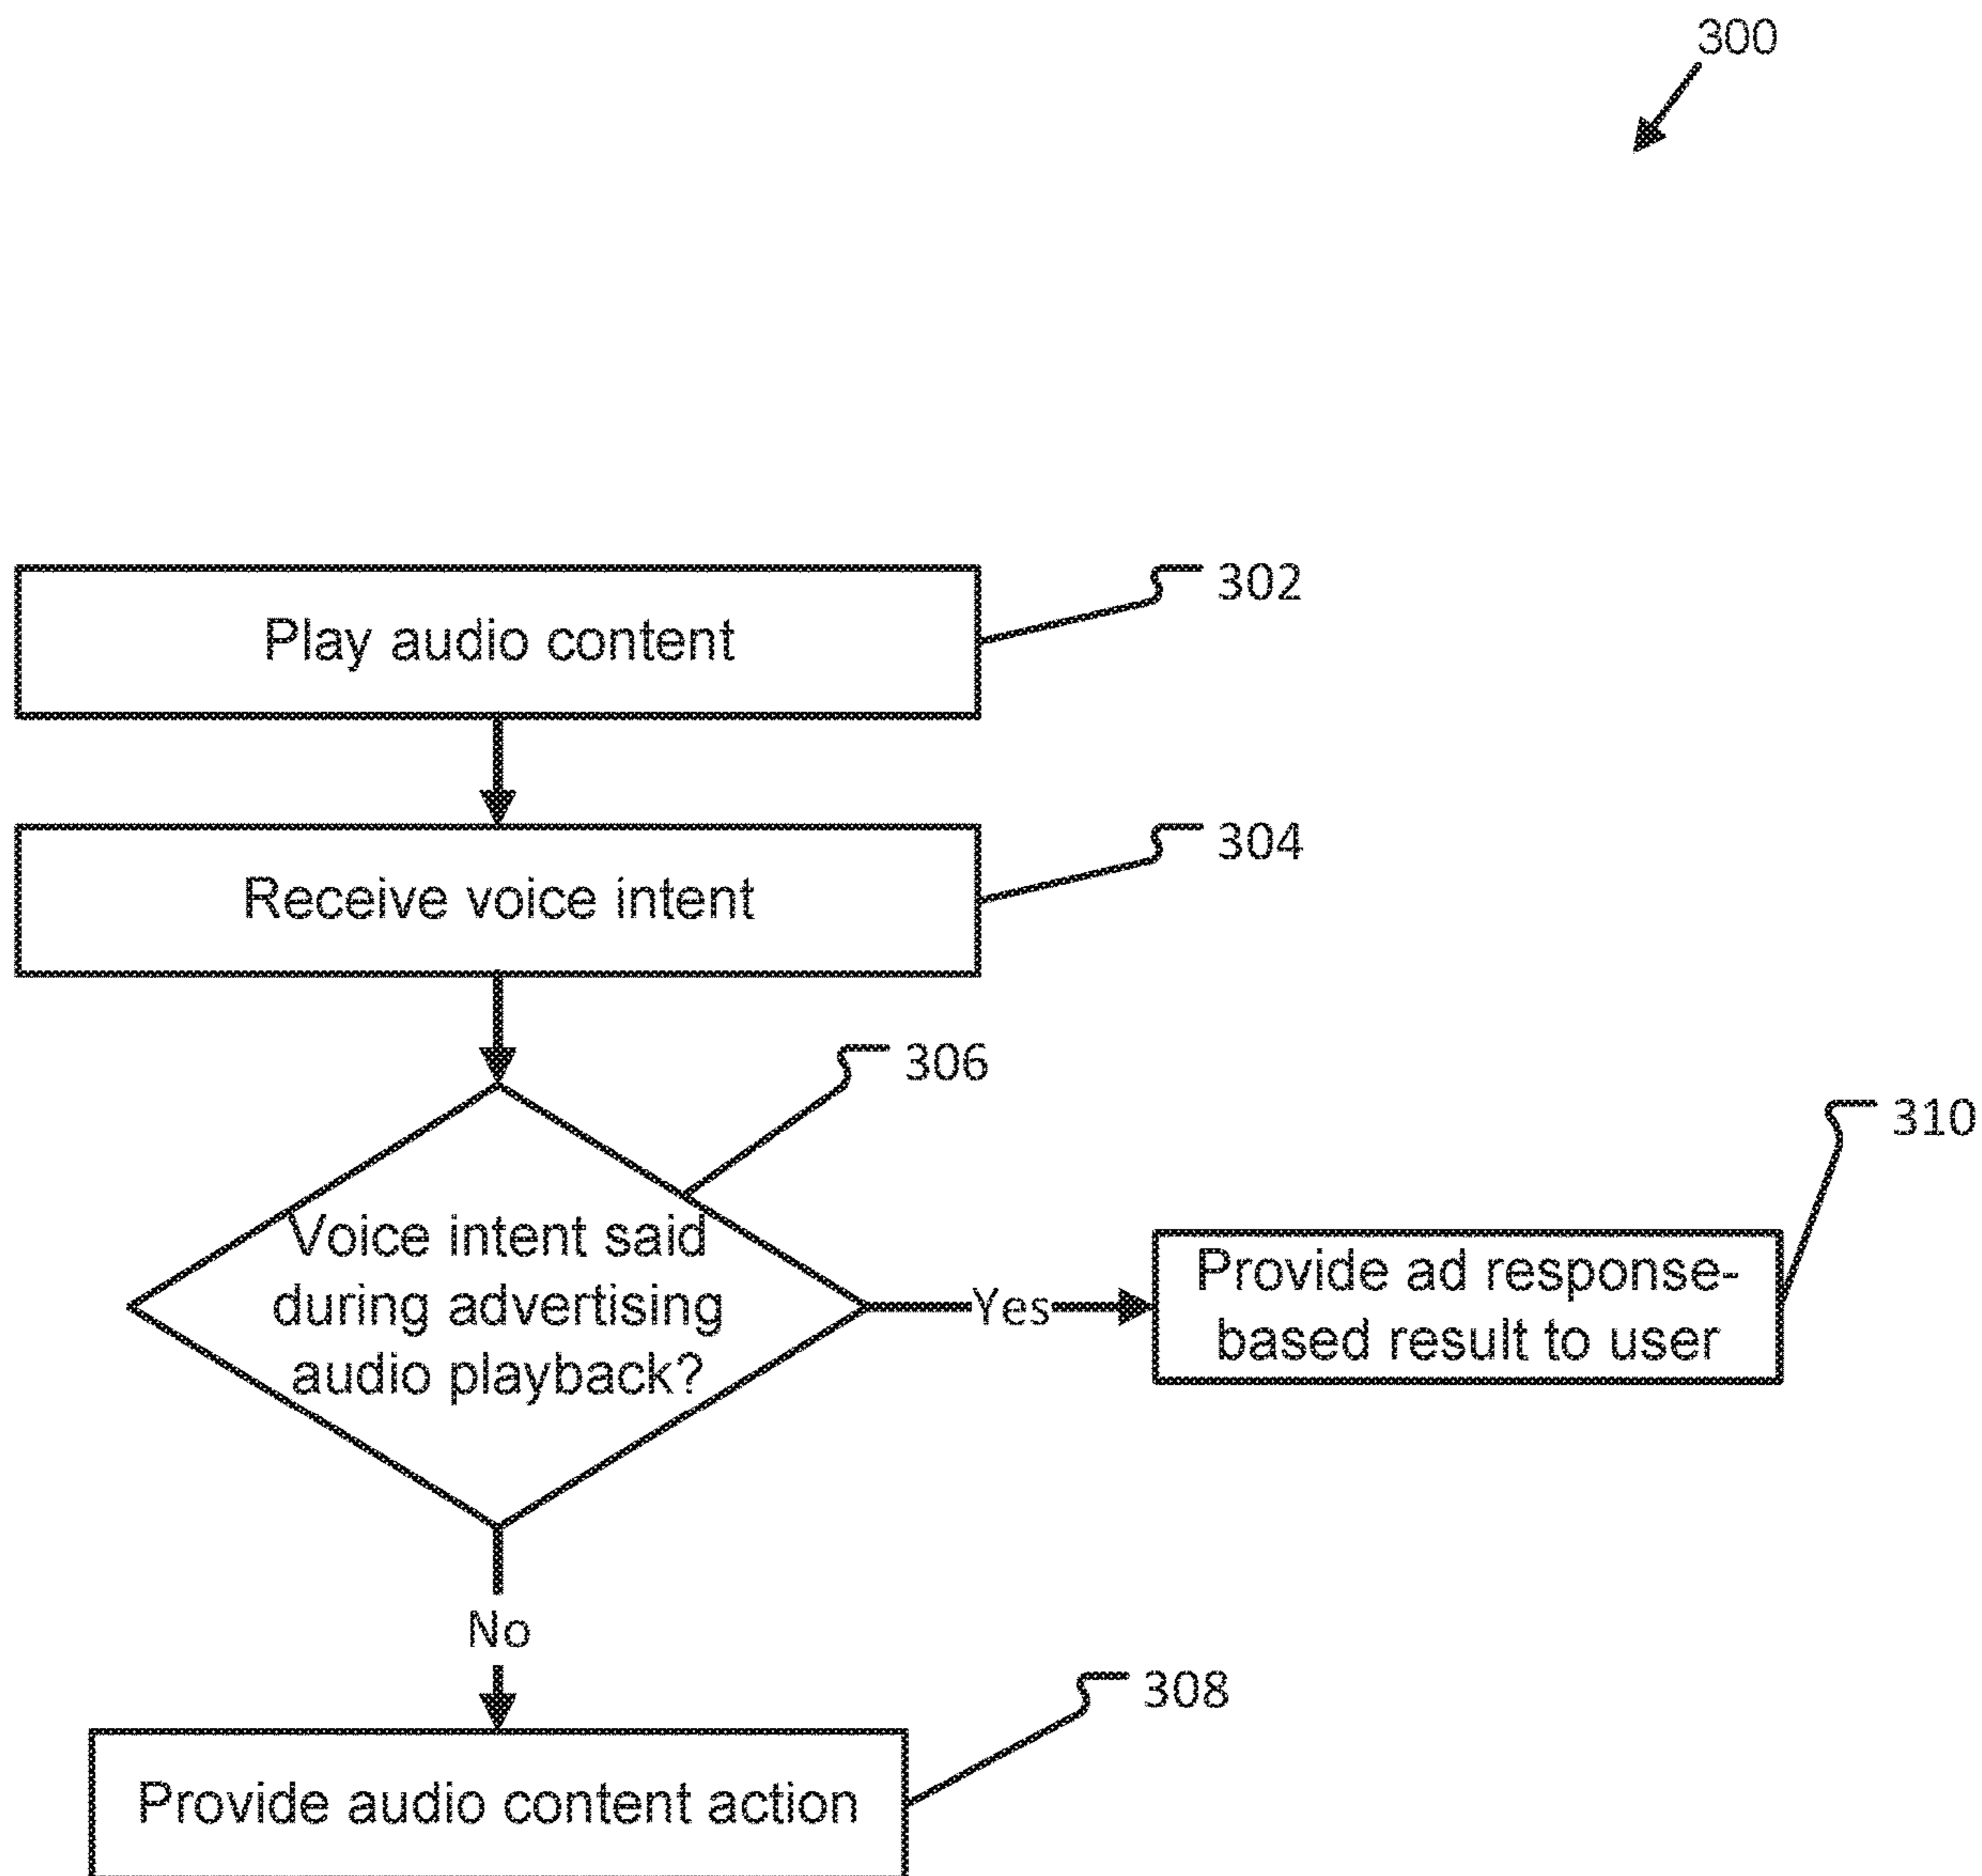 300
Play audio content
302
Receive voice intent
304
306
Voice intent said
during advertising
audio playback?
Yes
310
Provide ad response-
based result to user
No
308
Provide audio content action